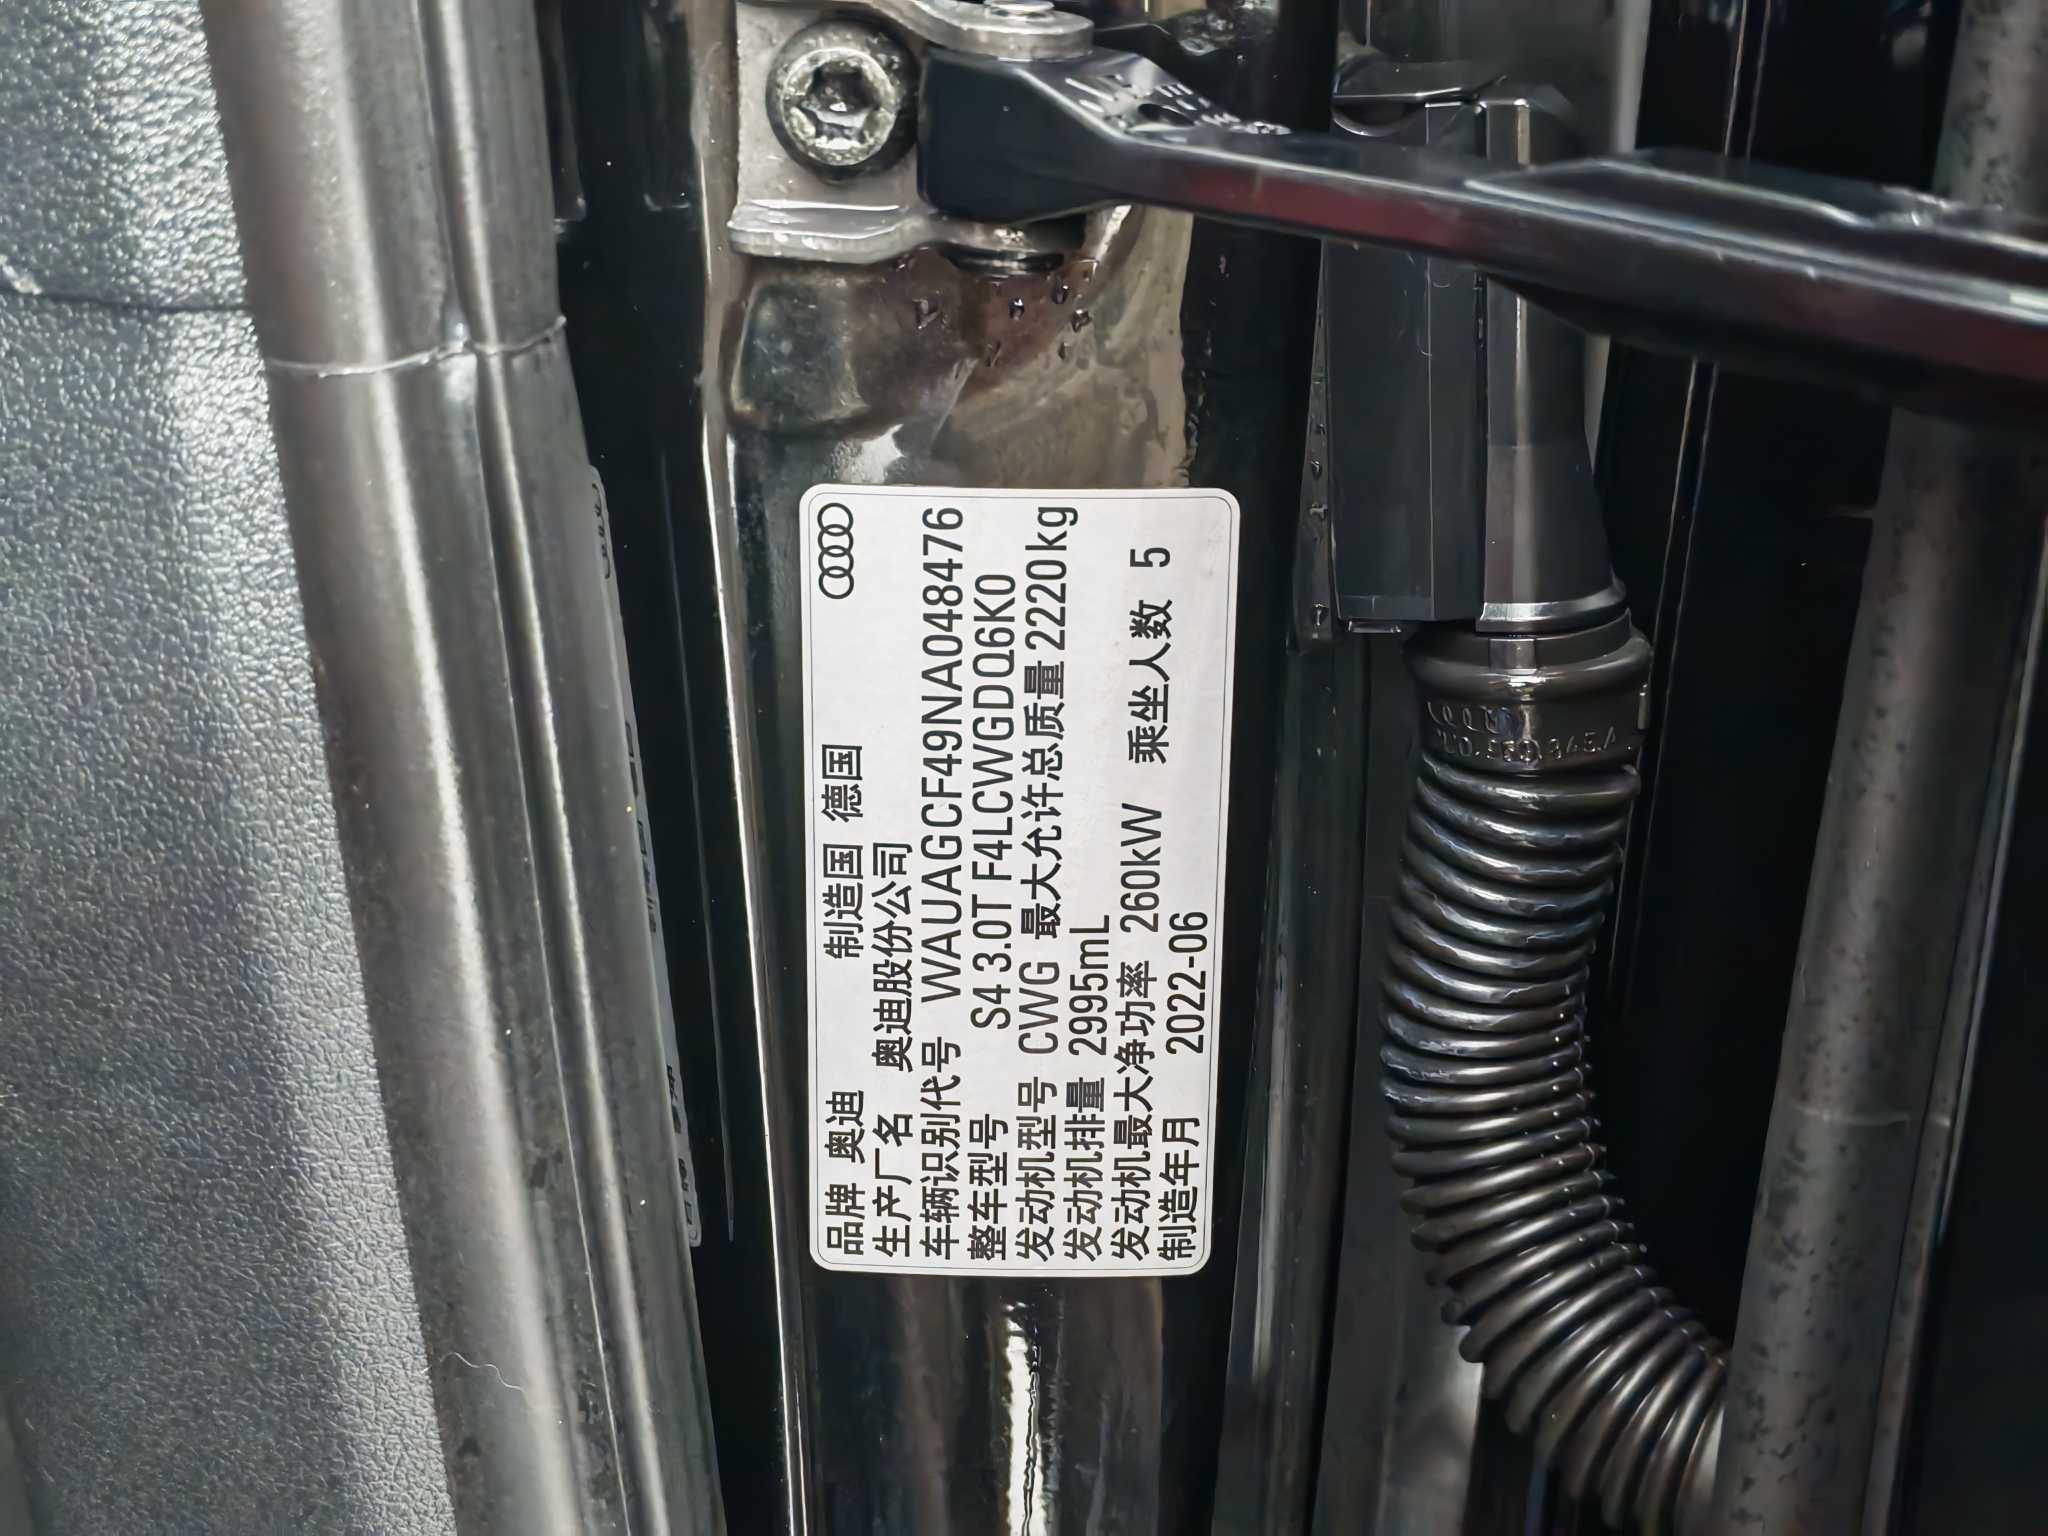 品牌 奥迪 制造国 德国
生产厂名 奥迪股份公司
车辆识别代号 WAUAGCF49NA048476
整车型号 S4 3.0T F4LCWGDQ6K0
发动机型号 CWG 最大允许总质量 2220kg
发动机排量 2995mL
发动机最大净功率 260kW 乘坐人数 5
制造年月 2022-06